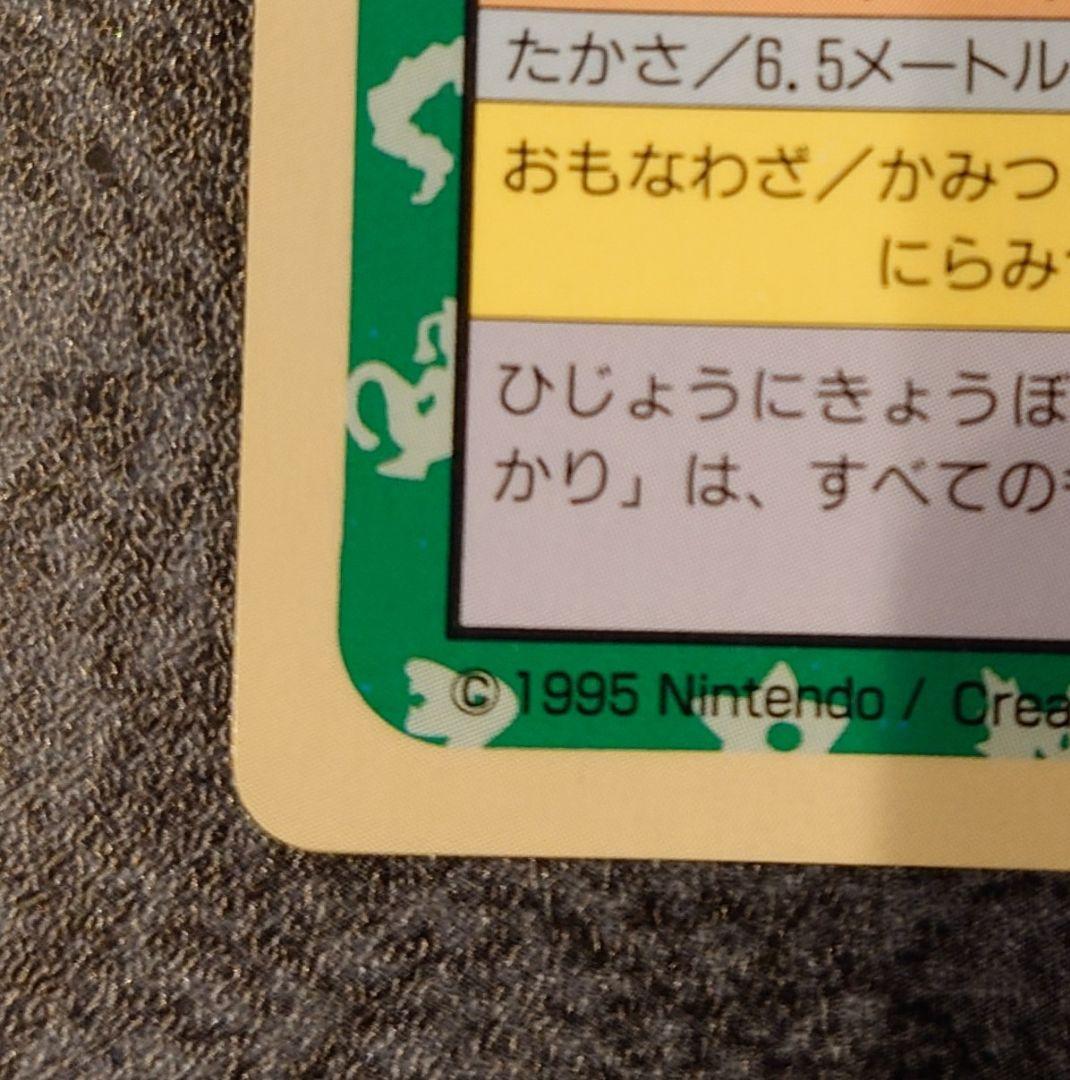 たかさ／6.5メートル
おもなわざ／かみつ
にらみ
ひじょうにきょうぼ
かり」は、すべての
© 1995 Nintendo / Crea